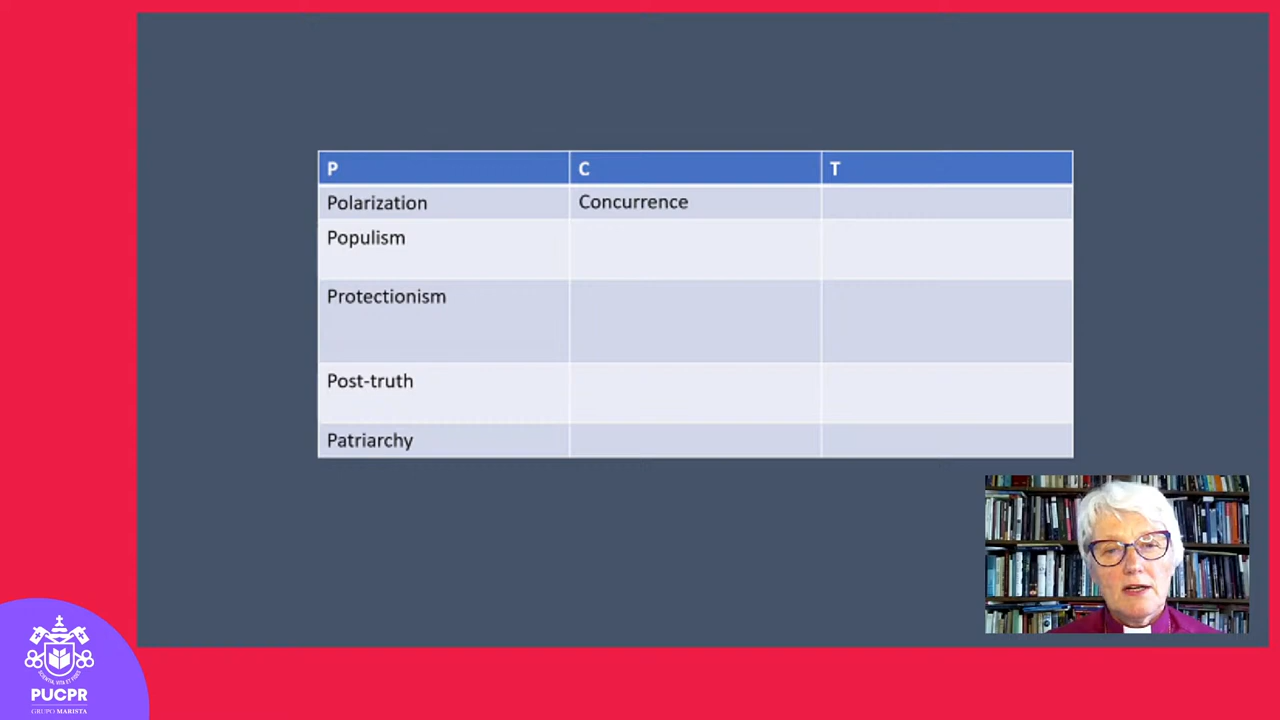 P C T
Polarization Concurrence
Populism
Protectionism
Post-truth
Patriarchy
PUCPR
GRUPO MARISTA